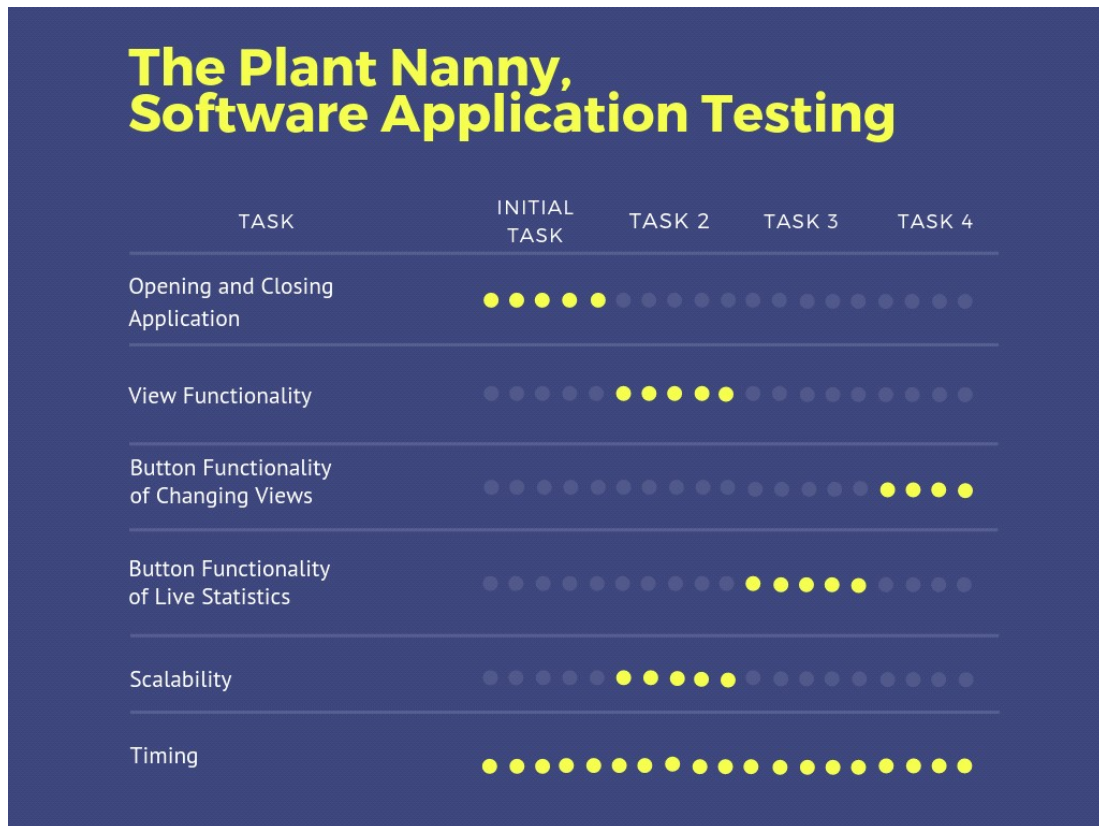 The Plant Nanny,
Software Application Testing
TASK
INITIAL
TASK
TASK 2
TASK 3
TASK 4
Opening and Closing
Application
View Functionality
Button Functionality
of Changing Views
Button Functionality
of Live Statistics
Scalability
Timing